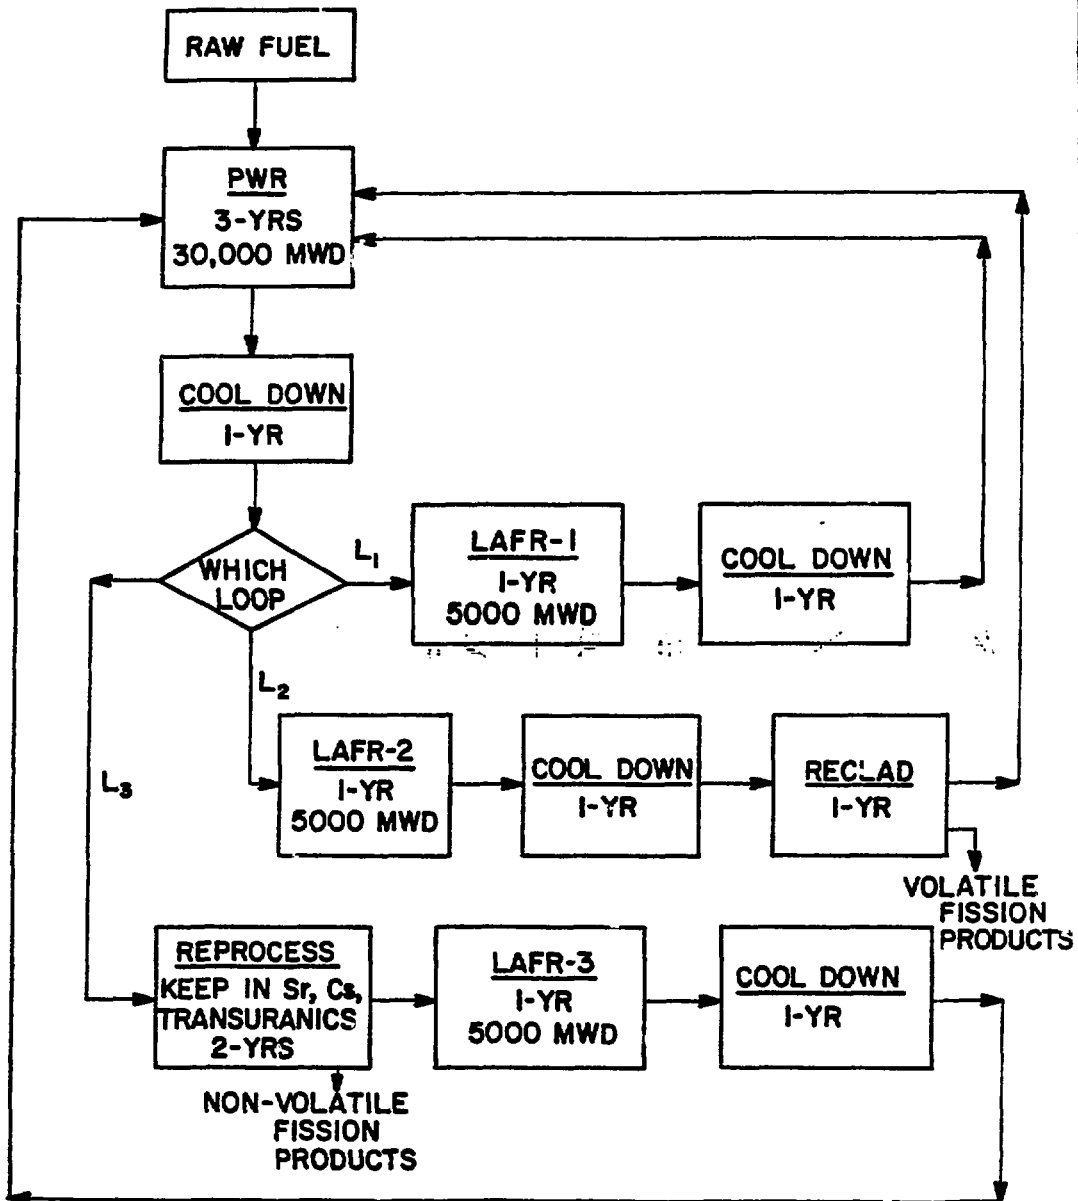 RAW FUEL
PWR
3-YRS
30,000 MWD
COOL DOWN
1-YR
WHICH
LOOP
L₁
LAFR-1
1-YR
5000 MWD
COOL DOWN
1-YR
L₂
LAFR-2
1-YR
5000 MWD
COOL DOWN
1-YR
RECLAD
1-YR
VOLATILE
FISSION
PRODUCTS
L₃
REPROCESS
KEEP IN Sr, Cs,
TRANSURANICS
2-YRS
NON-VOLATILE
FISSION
PRODUCTS
LAFR-3
1-YR
5000 MWD
COOL DOWN
1-YR